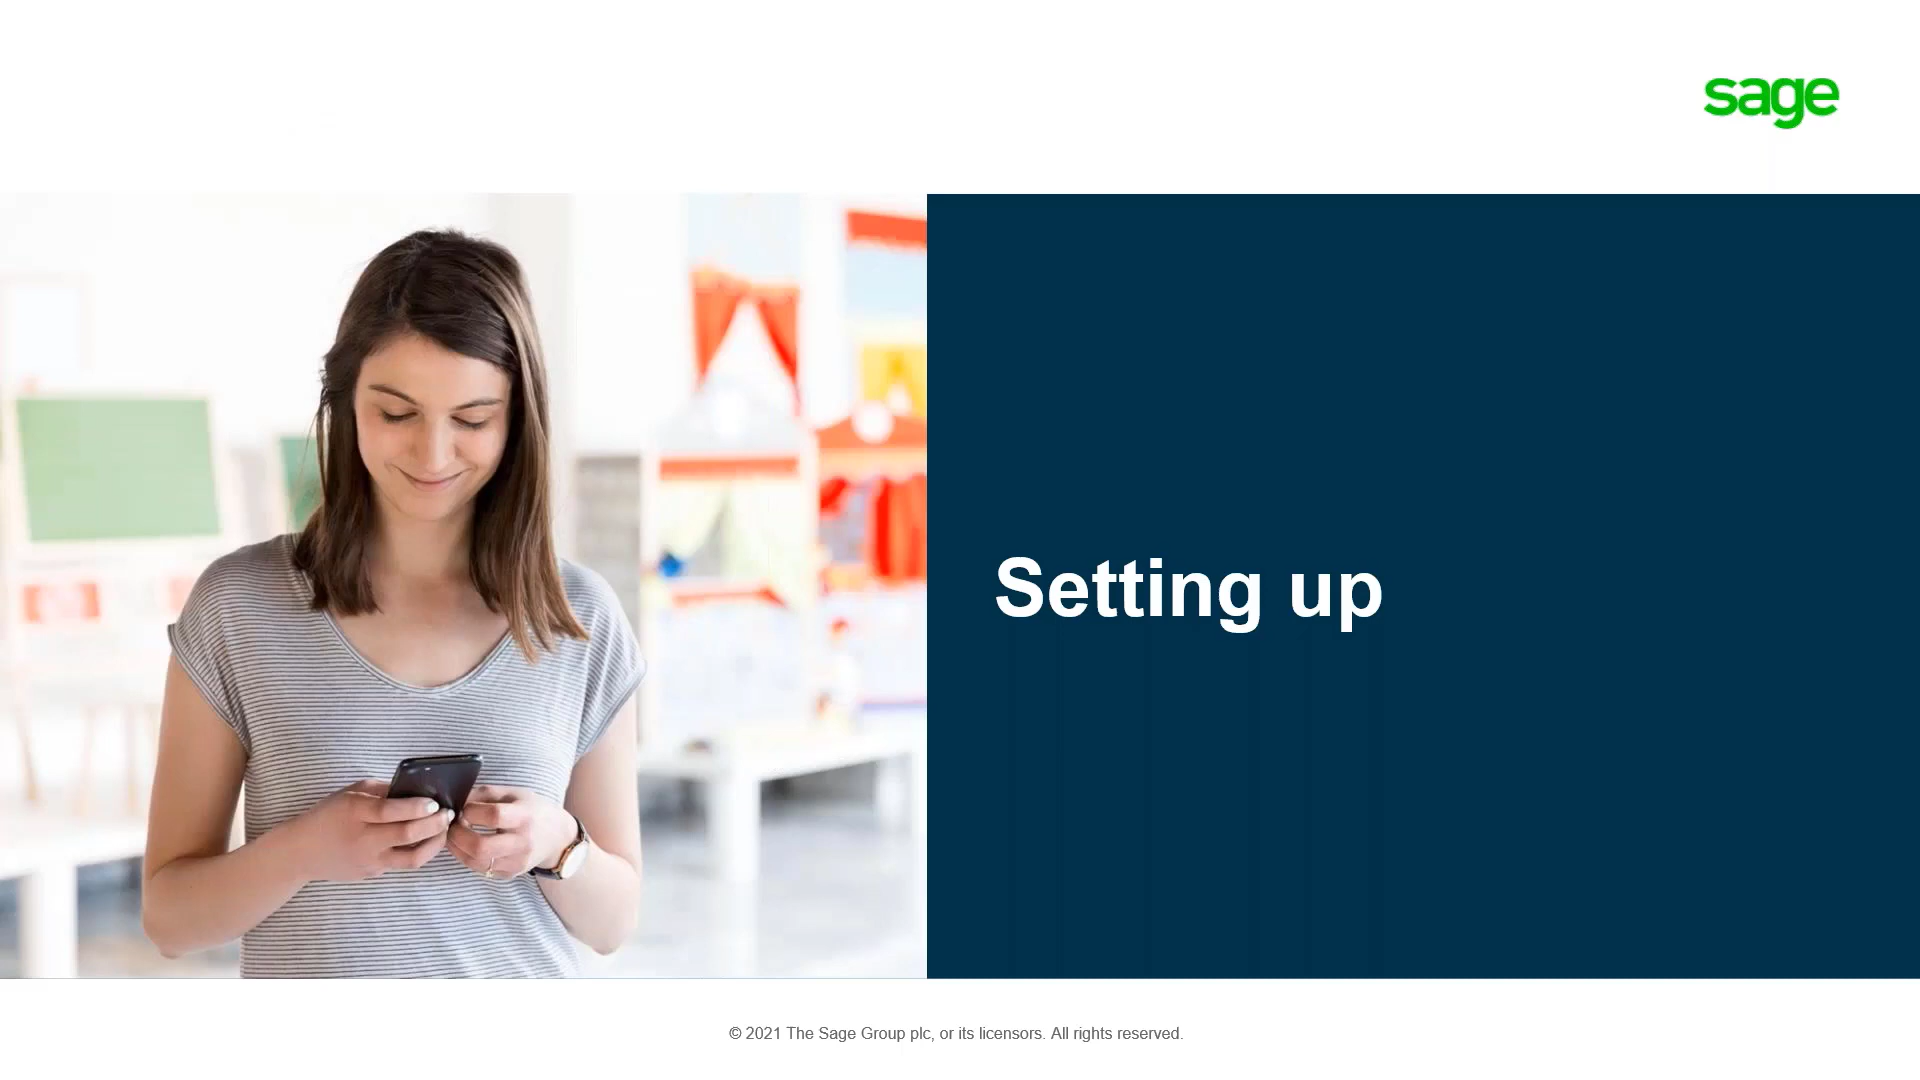 sage
Setting up
© 2021 The Sage Group plc, or its licensors. All rights reserved.